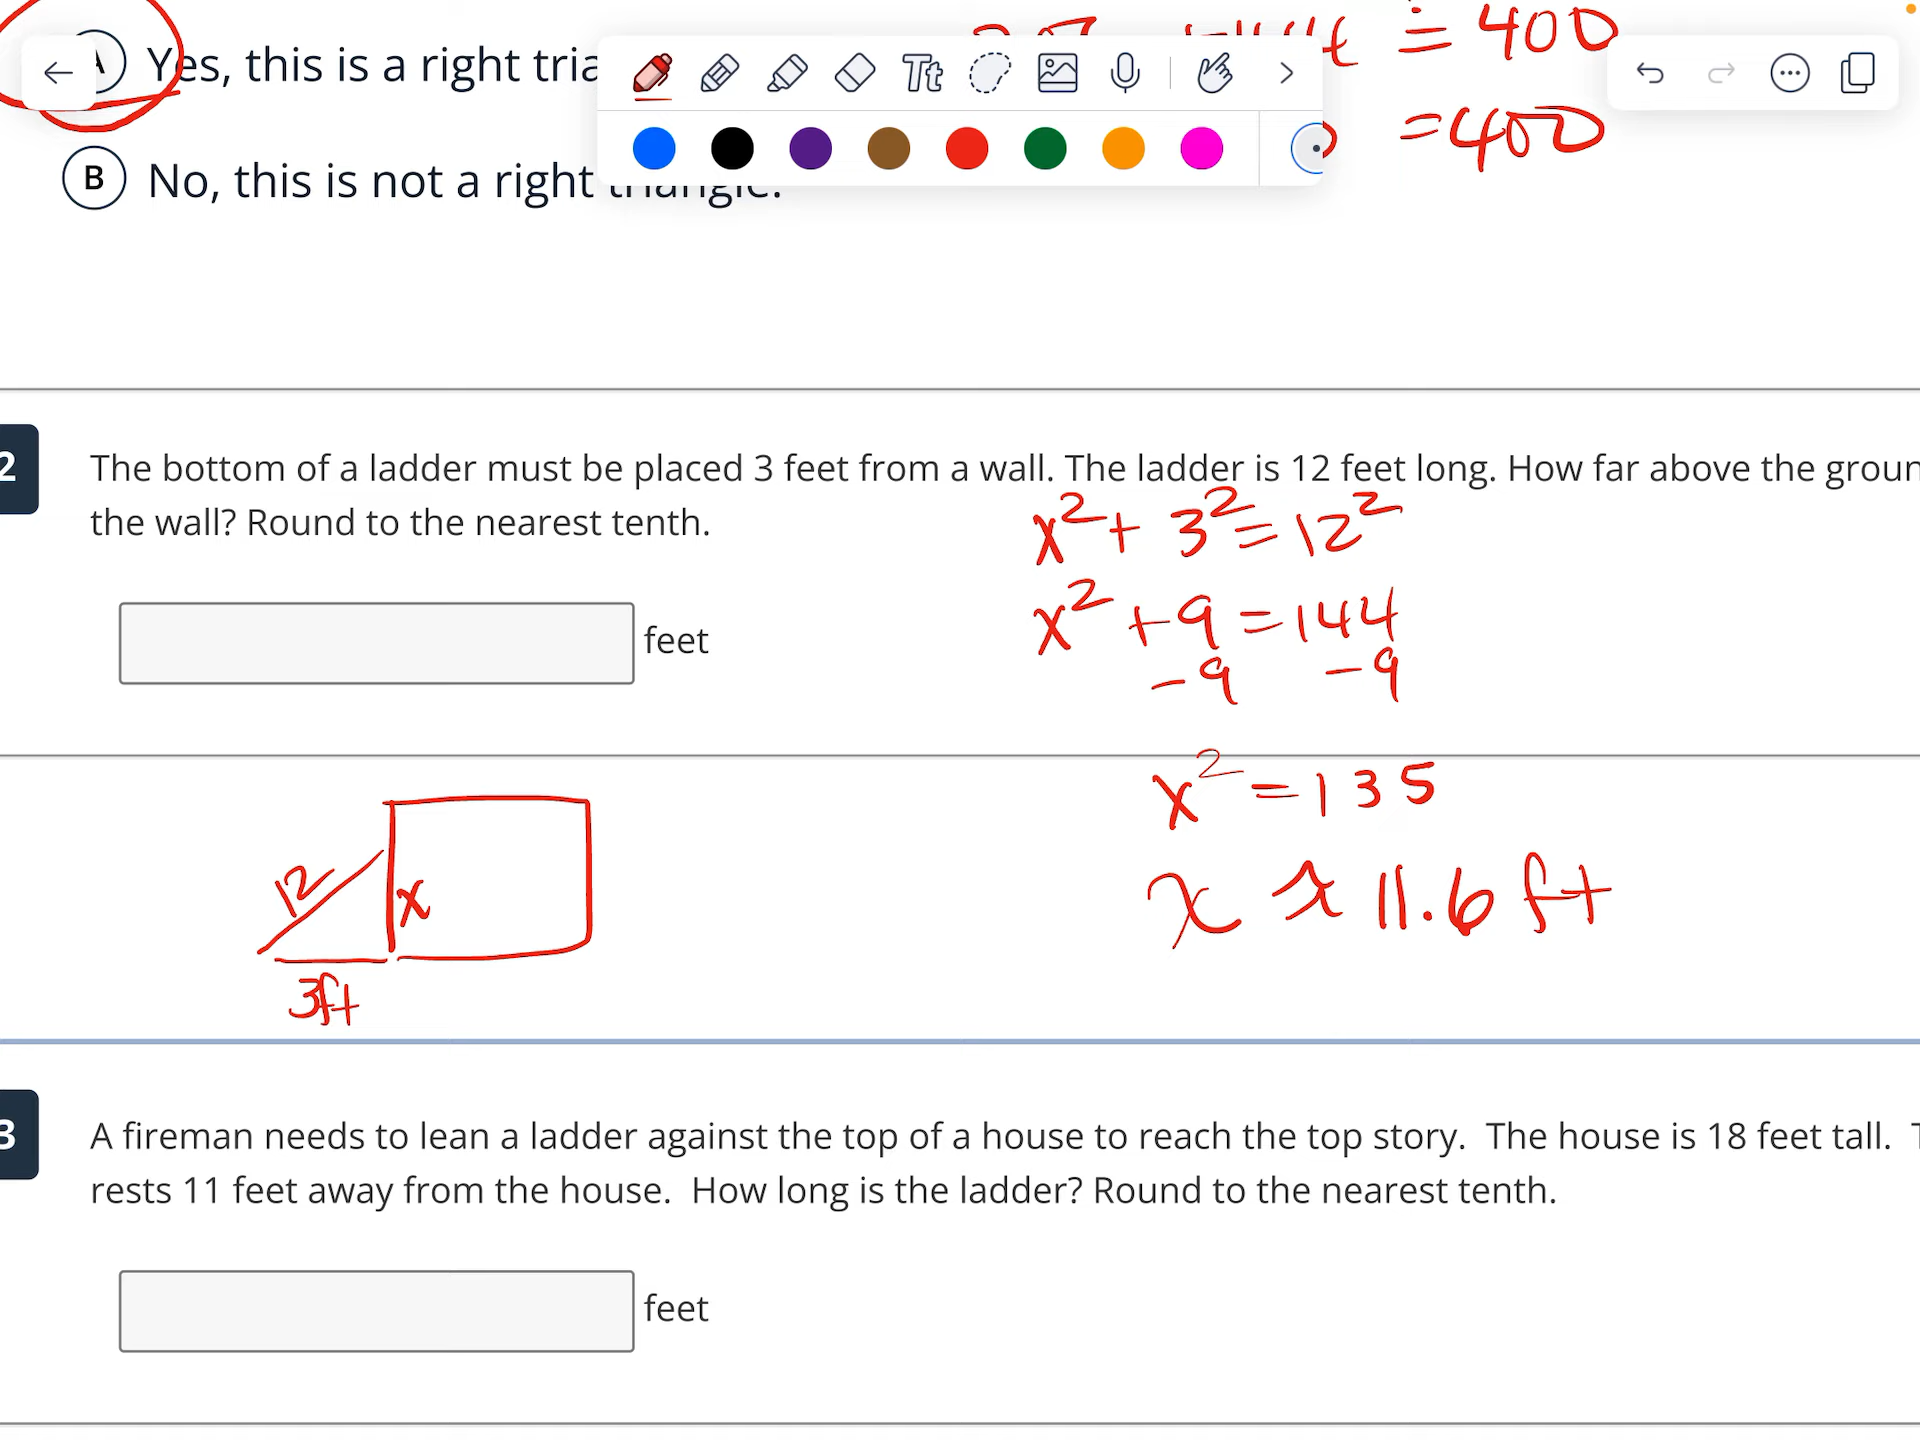 = 400
A Yes, this is a right tria
= 400
B No, this is not a right triangle.
Tt
2
The bottom of a ladder must be placed 3 feet from a wall. The ladder is 12 feet long. How far above the groun
the wall? Round to the nearest tenth.
x² + 3² = 12²
x² + 9 = 144
feet
- 9 - 9
x² = 135
12
x
x ≈ 11.6 ft
3ft
3
A fireman needs to lean a ladder against the top of a house to reach the top story. The house is 18 feet tall. T
rests 11 feet away from the house. How long is the ladder? Round to the nearest tenth.
feet